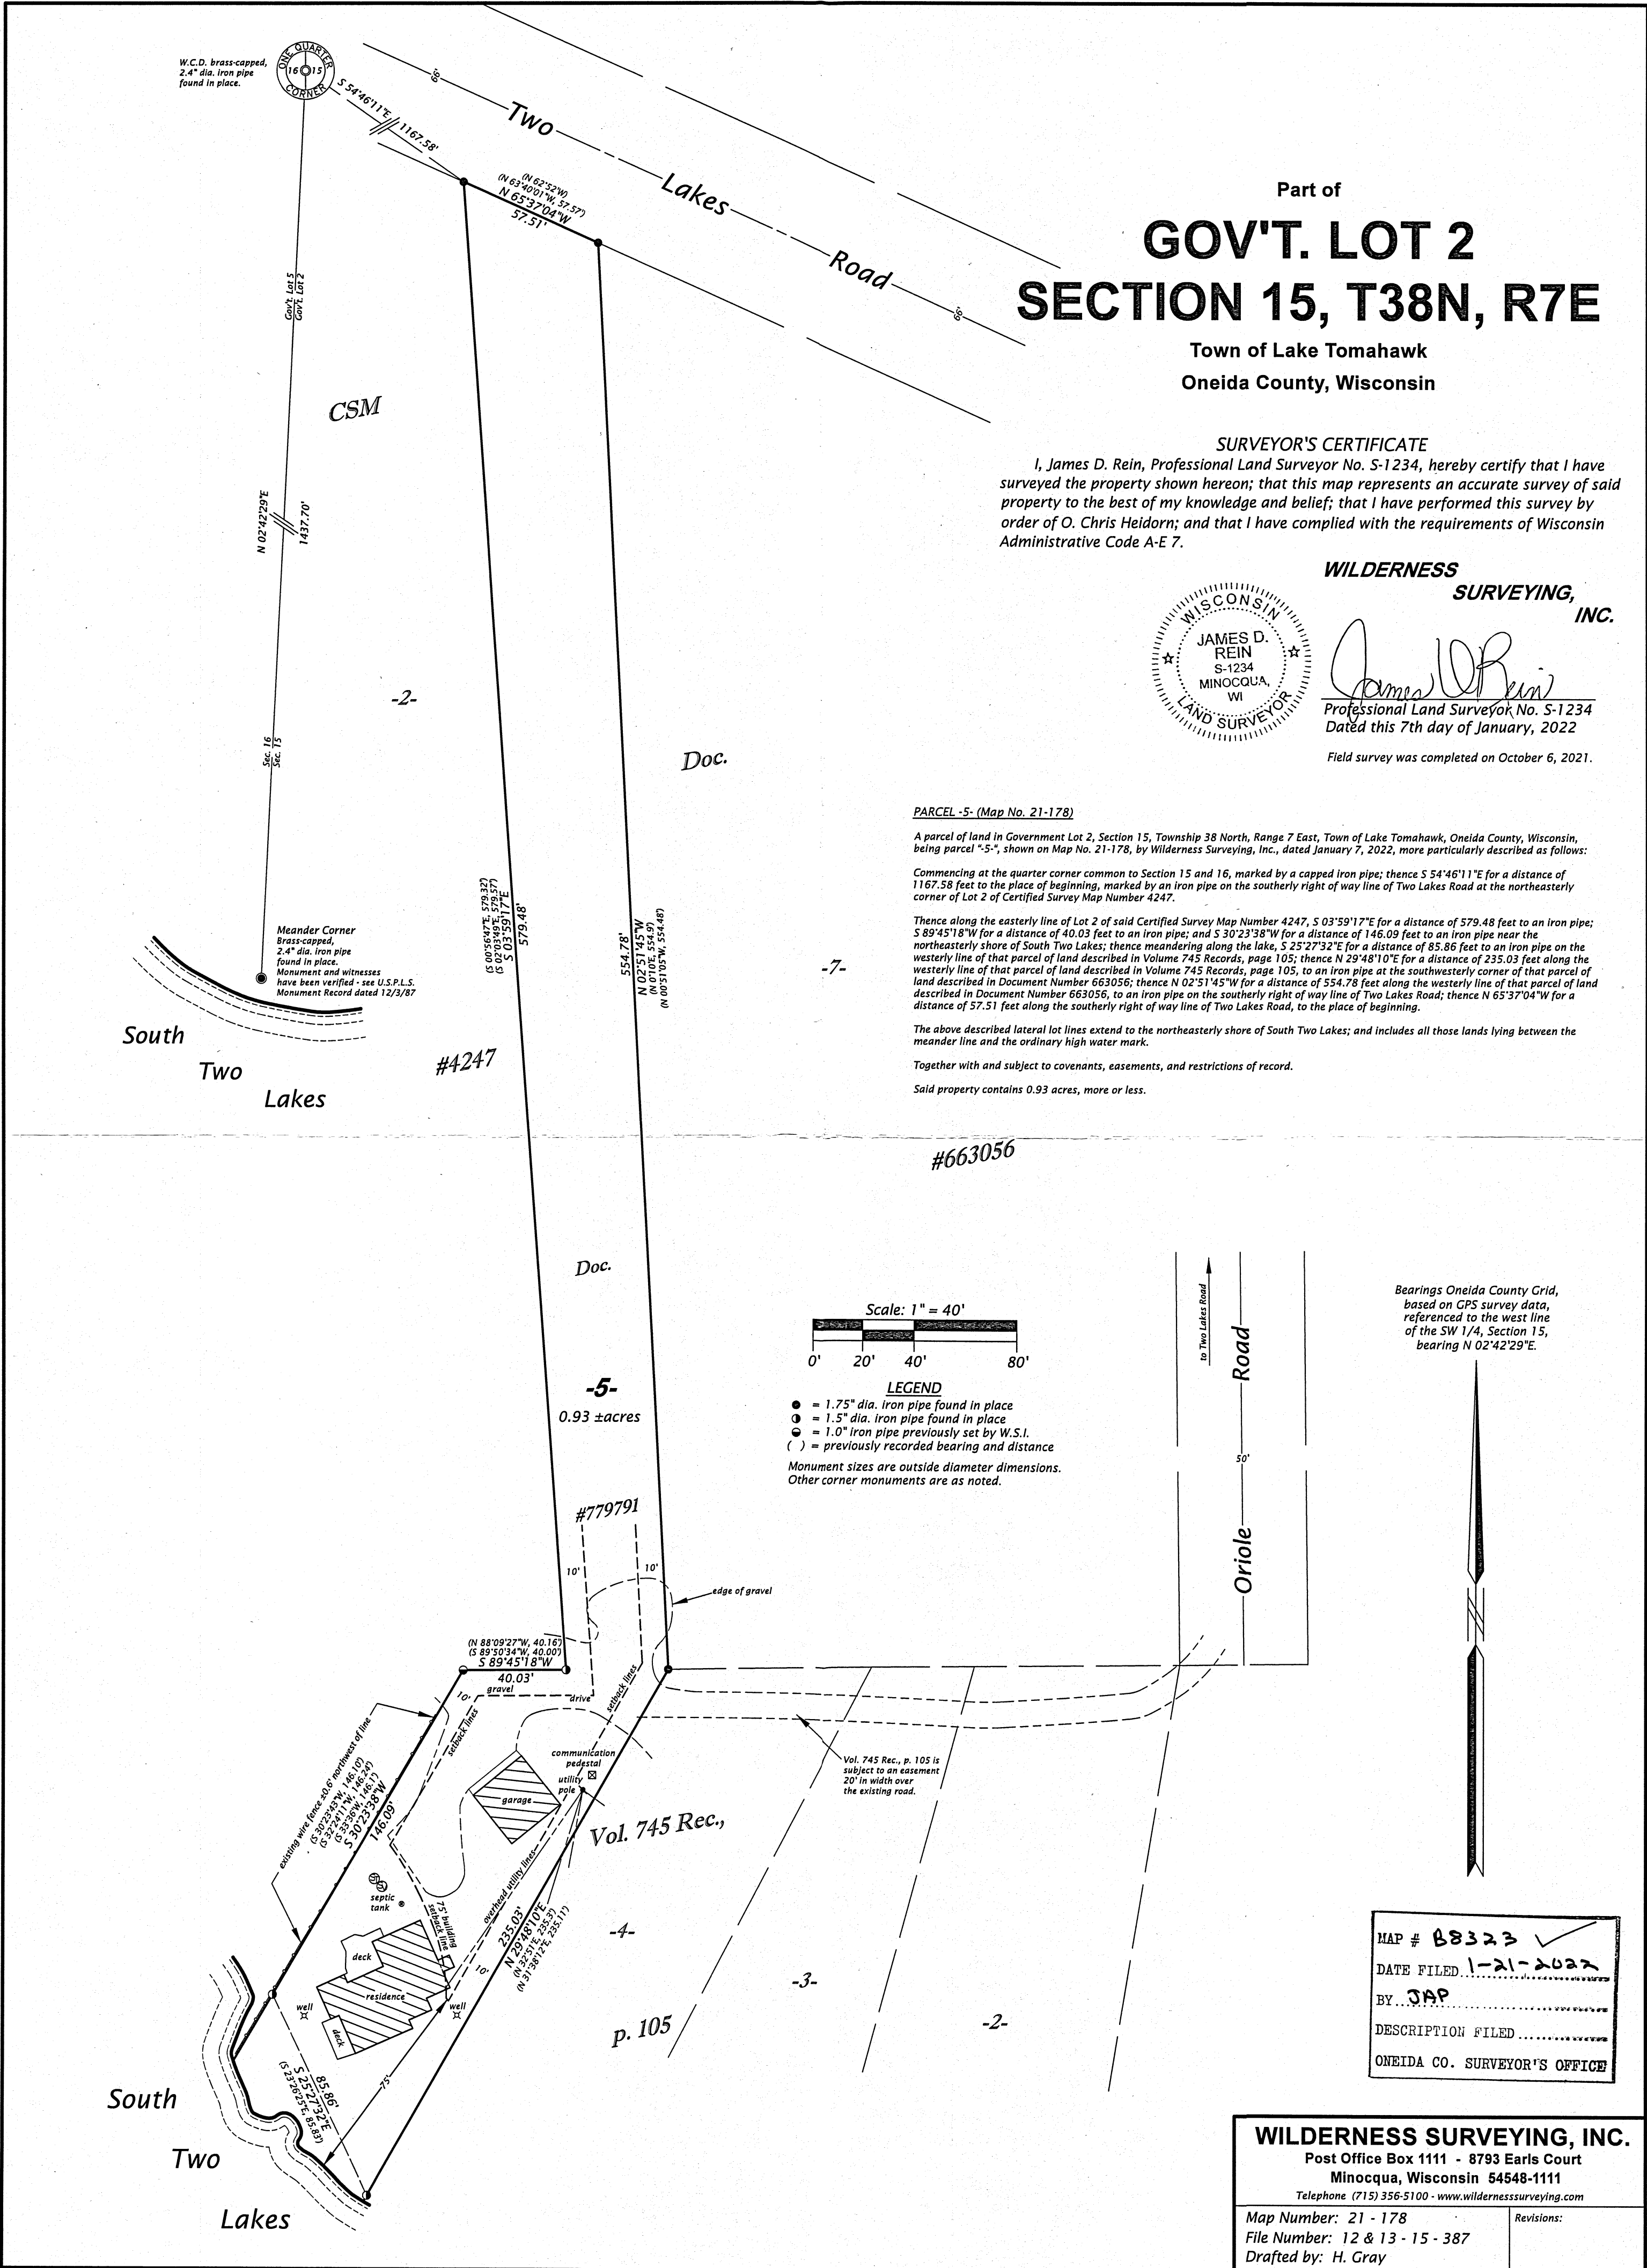 W.C.D. brass-capped,
2.4" dia. iron pipe
found in place.
ONE QUARTER
16 15
CORNER
S 54°46'11"E
1167.58'
66'
Two
Lakes
Road
66'
(N 62°52'W)
(N 63°40'01"W, 57.57')
N 65°37'04"W
57.51'
Part of
GOV'T. LOT 2
SECTION 15, T38N, R7E
Town of Lake Tomahawk
Oneida County, Wisconsin
SURVEYOR'S CERTIFICATE
I, James D. Rein, Professional Land Surveyor No. S-1234, hereby certify that I have
surveyed the property shown hereon; that this map represents an accurate survey of said
property to the best of my knowledge and belief; that I have performed this survey by
order of O. Chris Heidorn; and that I have complied with the requirements of Wisconsin
Administrative Code A-E 7.
WILDERNESS
SURVEYING,
INC.
WISCONSIN
JAMES D.
REIN
S-1234
MINOCQUA,
WI
LAND SURVEYOR
James D Rein
Professional Land Surveyor No. S-1234
Dated this 7th day of January, 2022
Field survey was completed on October 6, 2021.
Gov't. Lot 5
Gov't. Lot 2
CSM
N 02°42'29"E
1437.70'
-2-
Sec. 16
Sec. 15
Doc.
PARCEL -5- (Map No. 21-178)
A parcel of land in Government Lot 2, Section 15, Township 38 North, Range 7 East, Town of Lake Tomahawk, Oneida County, Wisconsin,
being parcel "-5-", shown on Map No. 21-178, by Wilderness Surveying, Inc., dated January 7, 2022, more particularly described as follows:
Commencing at the quarter corner common to Section 15 and 16, marked by a capped iron pipe; thence S 54°46'11"E for a distance of
1167.58 feet to the place of beginning, marked by an iron pipe on the southerly right of way line of Two Lakes Road at the northeasterly
corner of Lot 2 of Certified Survey Map Number 4247.
Thence along the easterly line of Lot 2 of said Certified Survey Map Number 4247, S 03°59'17"E for a distance of 579.48 feet to an iron pipe;
S 89°45'18"W for a distance of 40.03 feet to an iron pipe; and S 30°23'38"W for a distance of 146.09 feet to an iron pipe near the
northeasterly shore of South Two Lakes; thence meandering along the lake, S 25°27'32"E for a distance of 85.86 feet to an iron pipe on the
westerly line of that parcel of land described in Volume 745 Records, page 105; thence N 29°48'10"E for a distance of 235.03 feet along the
westerly line of that parcel of land described in Volume 745 Records, page 105, to an iron pipe at the southwesterly corner of that parcel of
land described in Document Number 663056; thence N 02°51'45"W for a distance of 554.78 feet along the westerly line of that parcel of land
described in Document Number 663056, to an iron pipe on the southerly right of way line of Two Lakes Road; thence N 65°37'04"W for a
distance of 57.51 feet along the southerly right of way line of Two Lakes Road, to the place of beginning.
The above described lateral lot lines extend to the northeasterly shore of South Two Lakes; and includes all those lands lying between the
meander line and the ordinary high water mark.
Together with and subject to covenants, easements, and restrictions of record.
Said property contains 0.93 acres, more or less.
(S 00°56'47"E, 579.32')
(S 02°03'49"E, 579.57')
S 03°59'17"E
579.48'
554.78'
N 02°51'45"W
(N 0°10'E, 554.9')
(N 00°51'05"W, 554.48')
-7-
Meander Corner
Brass-capped,
2.4" dia. iron pipe
found in place.
Monument and witnesses
have been verified - see U.S.P.L.S.
Monument Record dated 12/3/87
South
Two
Lakes
#4247
#663056
Doc.
-5-
0.93 ±acres
#779791
Scale: 1" = 40'
0' 20' 40' 80'
LEGEND
= 1.75" dia. iron pipe found in place
= 1.5" dia. iron pipe found in place
= 1.0" iron pipe previously set by W.S.I.
( ) = previously recorded bearing and distance
Monument sizes are outside diameter dimensions.
Other corner monuments are as noted.
to Two Lakes Road
Oriole Road
50'
Bearings Oneida County Grid,
based on GPS survey data,
referenced to the west line
of the SW 1/4, Section 15,
bearing N 02°42'29"E.
10'
10'
edge of gravel
(N 88°09'27"W, 40.16')
(S 89°50'34"W, 40.00')
S 89°45'18"W
40.03'
gravel
drive
10'
setback lines
setback lines
existing wire fence ±0.6' northwest of line
(S 30°23'43"W, 146.10')
(S 32°24'11"W, 146.24')
(S 33°36'W, 146.1')
S 30°23'38"W
146.09'
communication
pedestal
utility
pole
garage
Vol. 745 Rec., p. 105 is
subject to an easement
20' in width over
the existing road.
Vol. 745 Rec.,
p. 105
overhead utility lines
septic
tank
75' building
setback line
deck
residence
deck
well
well
10'
235.03'
N 29°48'10"E
(N 32°51'E, 235.3')
(N 31°38'12"E, 235.11')
-4-
-3-
-2-
75'
85.86'
S 25°27'32"E
(S 23°26'25"E, 85.83')
South
Two
Lakes
MAP # B8323
DATE FILED 1-21-2022
BY JAP
DESCRIPTION FILED
ONEIDA CO. SURVEYOR'S OFFICE
WILDERNESS SURVEYING, INC.
Post Office Box 1111 - 8793 Earls Court
Minocqua, Wisconsin 54548-1111
Telephone (715) 356-5100 - www.wildernesssurveying.com
Map Number: 21 - 178
File Number: 12 & 13 - 15 - 387
Drafted by: H. Gray
Revisions: